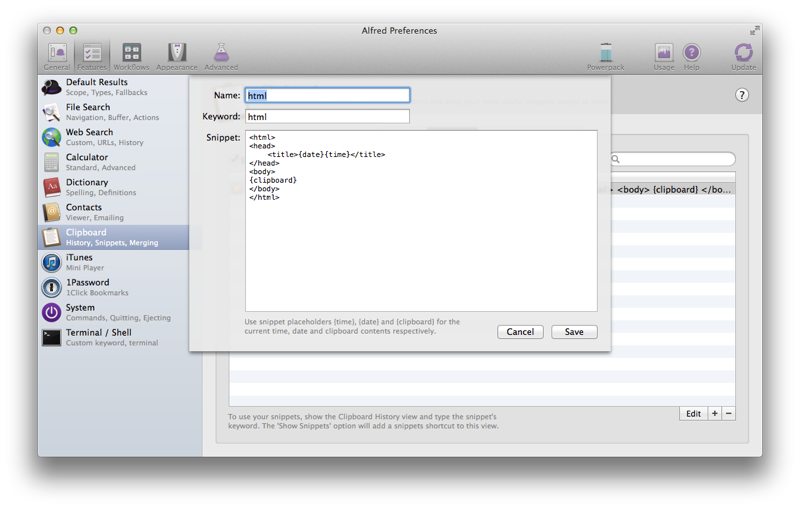 Alfred Preferences
General Features Workflows Appearance Advanced Powerpack Usage Help Update
Default Results
Scope, Types, Fallbacks
File Search
Navigation, Buffer, Actions
Web Search
Custom, URLs, History
Calculator
Standard, Advanced
Dictionary
Spelling, Definitions
Contacts
Viewer, Emailing
Clipboard
History, Snippets, Merging
iTunes
Mini Player
1Password
1Click Bookmarks
System
Commands, Quitting, Ejecting
Terminal / Shell
Custom keyword, terminal
?
Name: html
Keyword: html
Snippet: <html>
<head>
<title>{date}{time}</title>
</head>
<body>
{clipboard}
</body>
</html>
Use snippet placeholders {time}, {date} and {clipboard} for the
current time, date and clipboard contents respectively.
Cancel Save
<body> {clipboard} </bo...
Edit + −
To use your snippets, show the Clipboard History view and type the snippet's
keyword. The 'Show Snippets' option will add a snippets shortcut to this view.